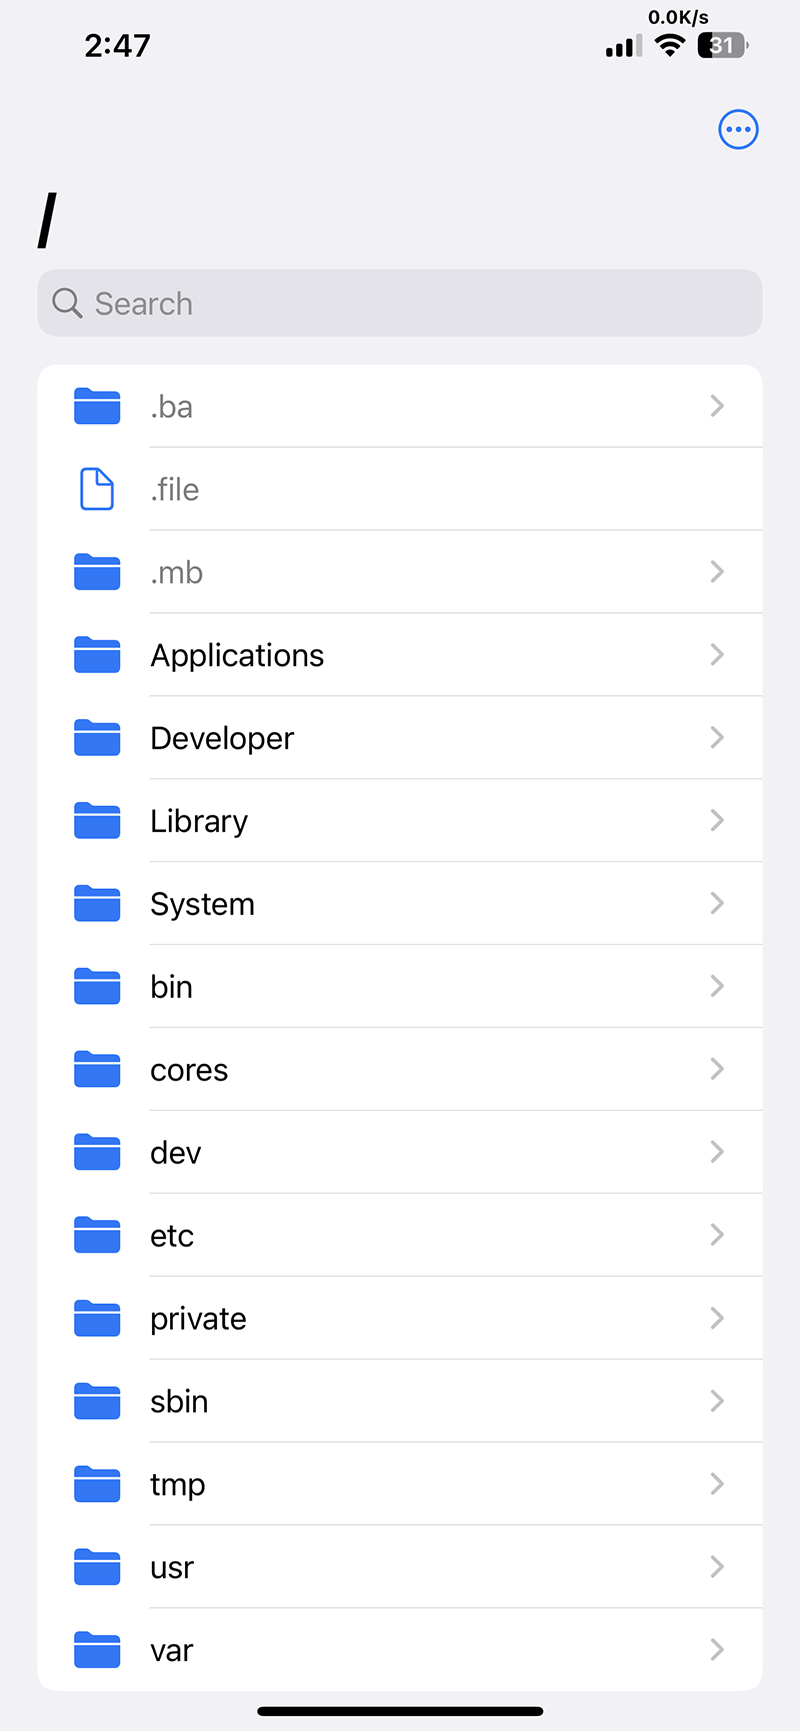 0.0K/s
2:47
31
/
Search
.ba
.file
.mb
Applications
Developer
Library
System
bin
cores
dev
etc
private
sbin
tmp
usr
var